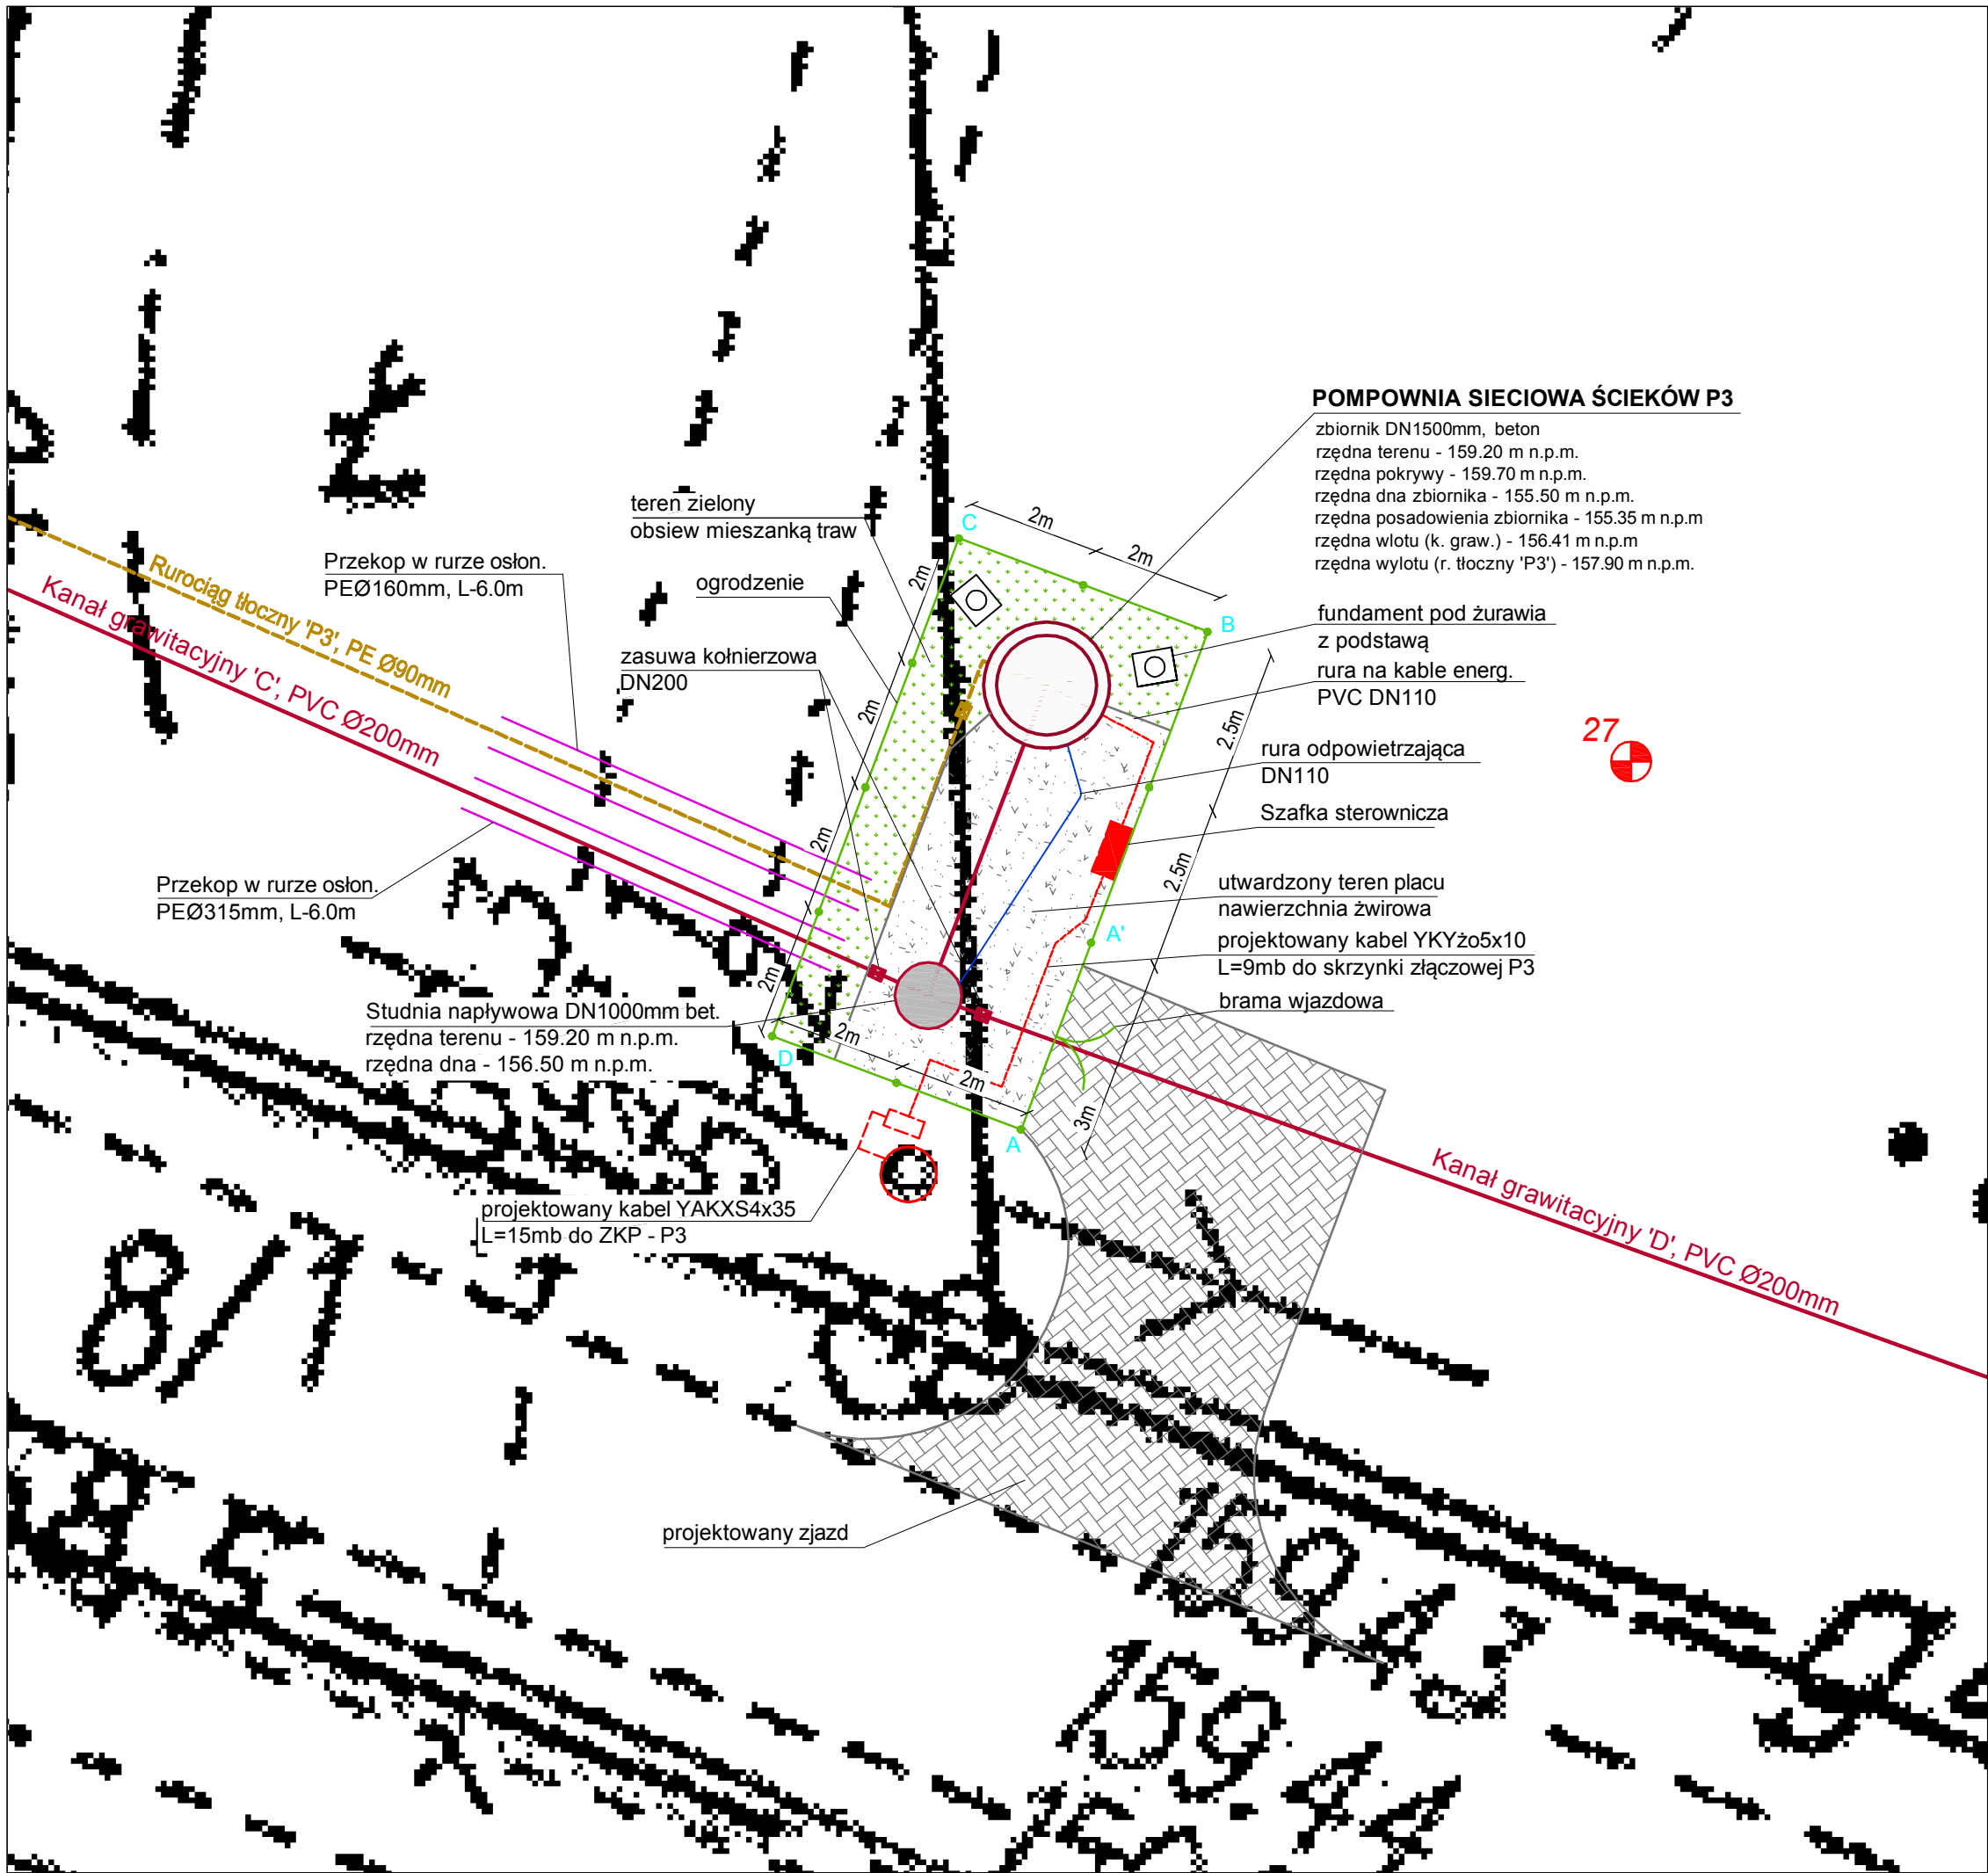 POMPOWNIA SIECIOWA ŚCIEKÓW P3
zbiornik DN1500mm, beton
rzędna terenu - 159.20 m n.p.m.
rzędna pokrywy - 159.70 m n.p.m.
rzędna dna zbiornika - 155.50 m n.p.m.
rzędna posadowienia zbiornika - 155.35 m n.p.m
rzędna wlotu (k. graw.) - 156.41 m n.p.m
rzędna wylotu (r. tłoczny 'P3') - 157.90 m n.p.m.
teren zielony
obsiew mieszanką traw
Przekop w rurze osłon.
PEØ160mm, L-6.0m
ogrodzenie
zasuwa kołnierzowa
DN200
Rurociąg tłoczny 'P3', PE Ø90mm
Kanał grawitacyjny 'C', PVC Ø200mm
C
2m
2m
B
2m
2m
2m
2m
fundament pod żurawia
z podstawą
rura na kable energ.
PVC DN110
2.5m
27
rura odpowietrzająca
DN110
Szafka sterownicza
2.5m
utwardzony teren placu
nawierzchnia żwirowa
A'
projektowany kabel YKYżo5x10
L=9mb do skrzynki złączowej P3
brama wjazdowa
Przekop w rurze osłon.
PEØ315mm, L-6.0m
Studnia napływowa DN1000mm bet.
rzędna terenu - 159.20 m n.p.m.
rzędna dna - 156.50 m n.p.m.
D
2m
2m
3m
A
projektowany kabel YAKXS4x35
L=15mb do ZKP - P3
Kanał grawitacyjny 'D', PVC Ø200mm
87
projektowany zjazd
159.44